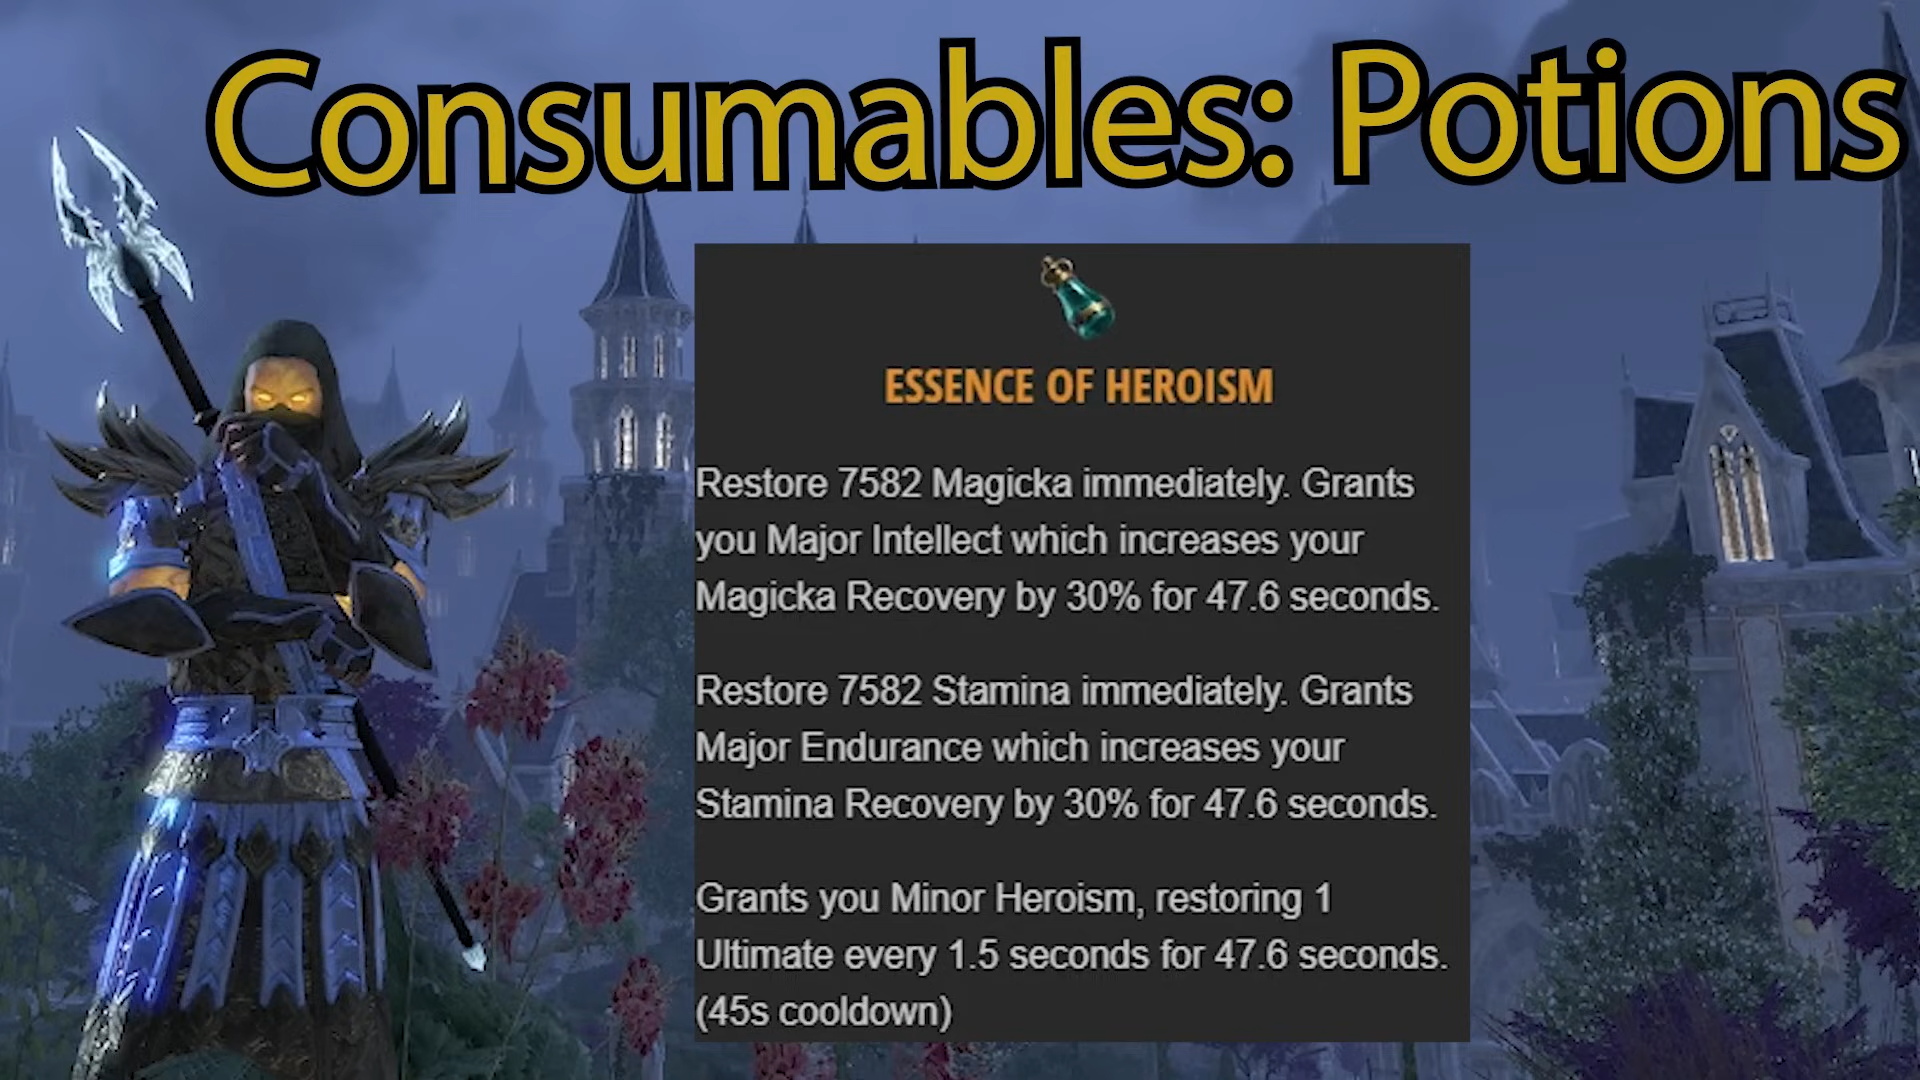 Consumables: Potions
ESSENCE OF HEROISM
Restore 7582 Magicka immediately. Grants
you Major Intellect which increases your
Magicka Recovery by 30% for 47.6 seconds.
Restore 7582 Stamina immediately. Grants
Major Endurance which increases your
Stamina Recovery by 30% for 47.6 seconds.
Grants you Minor Heroism, restoring 1
Ultimate every 1.5 seconds for 47.6 seconds.
(45s cooldown)